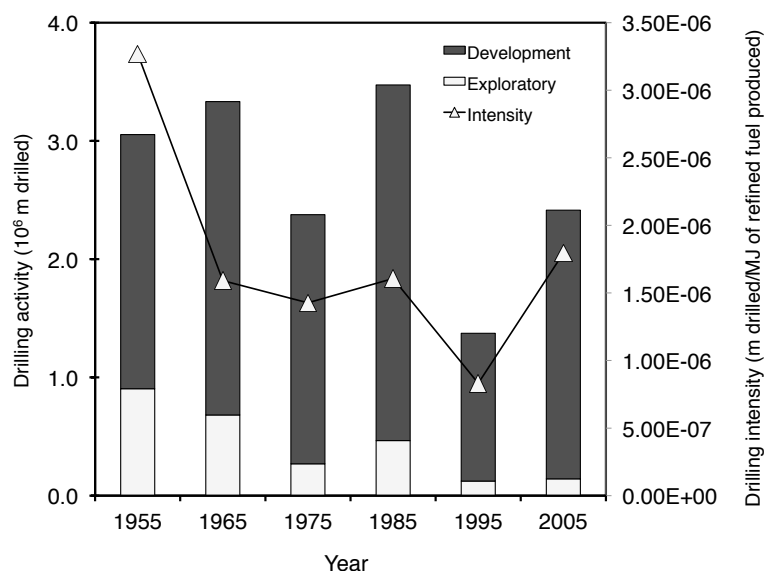 4.0
3.0
2.0
1.0
0.0
Drilling activity (10⁶ m drilled)
Development
Exploratory
Intensity
3.50E-06
3.00E-06
2.50E-06
2.00E-06
1.50E-06
1.00E-06
5.00E-07
0.00E+00
Drilling intensity (m drilled/MJ of refined fuel produced)
1955 1965 1975 1985 1995 2005
Year